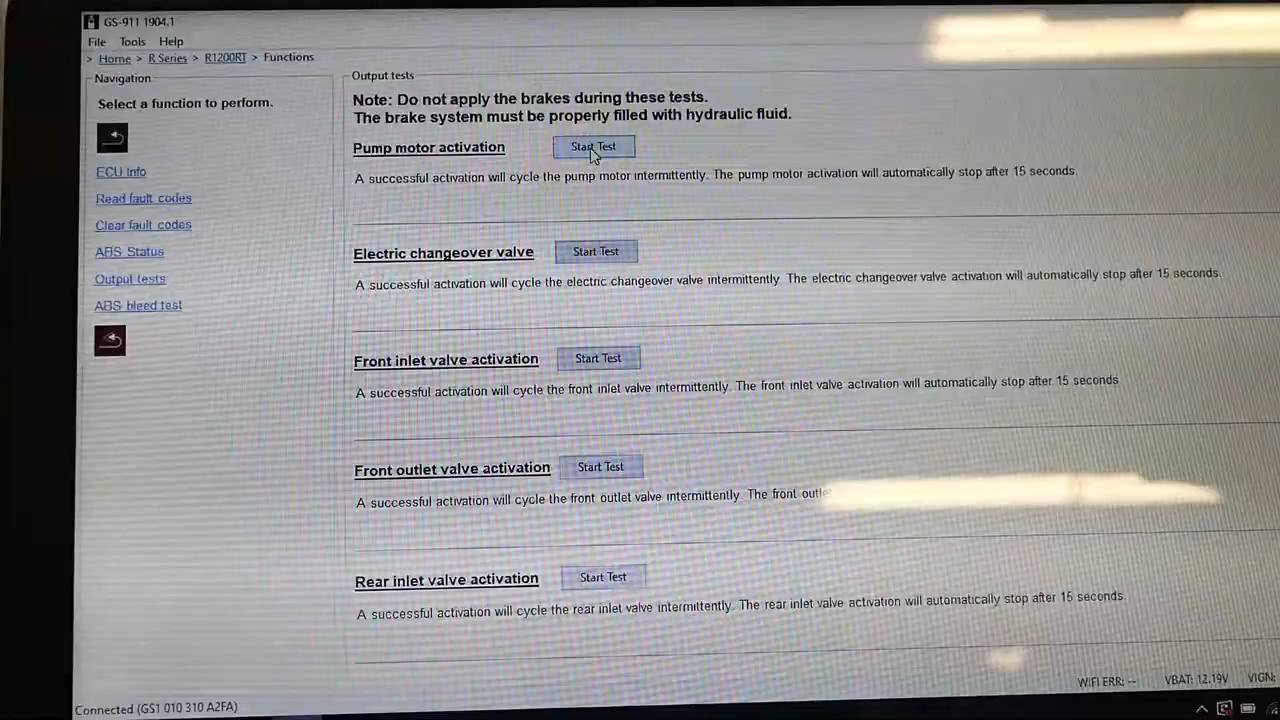 GS-911 1904.1
File Tools Help
> Home > R Series > R1200RT > Functions
Navigation
Select a function to perform.
ECU Info
Read fault codes
Clear fault codes
ABS Status
Output tests
ABS bleed test
Output tests
Note: Do not apply the brakes during these tests.
The brake system must be properly filled with hydraulic fluid.
Pump motor activation Start Test
A successful activation will cycle the pump motor intermittently. The pump motor activation will automatically stop after 15 seconds.
Electric changeover valve Start Test
A successful activation will cycle the electric changeover valve intermittently. The electric changeover valve activation will automatically stop after 15 seconds.
Front inlet valve activation Start Test
A successful activation will cycle the front inlet valve intermittently. The front inlet valve activation will automatically stop after 15 seconds.
Front outlet valve activation Start Test
A successful activation will cycle the front outlet valve intermittently. The front
Rear inlet valve activation Start Test
A successful activation will cycle the rear inlet valve intermittently. The rear inlet valve activation will automatically stop after 15 seconds.
WIFI ERR: -- VBAT: 12.19V VIGN:
Connected (GS1 010 310 A2FA)